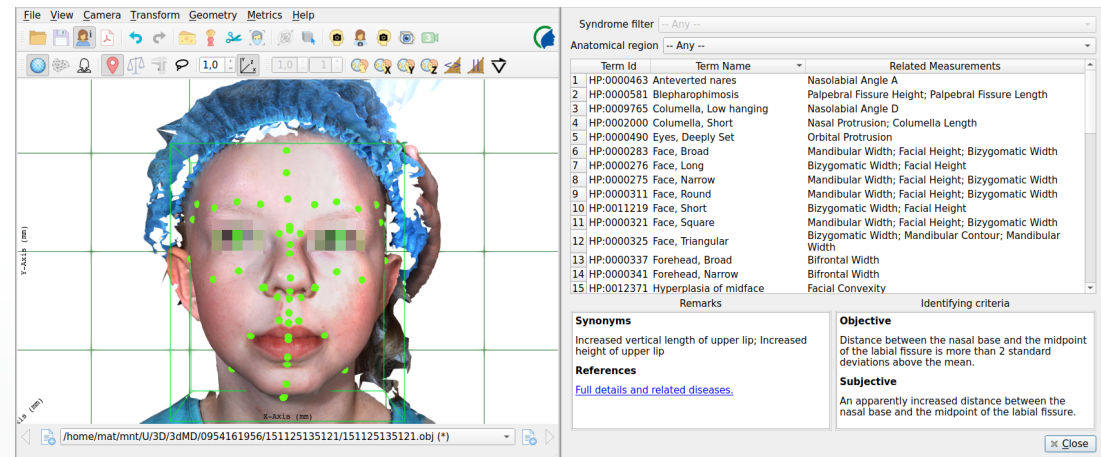 File View Camera Transform Geometry Metrics Help
1,0 1,0 1
X Y Z
Y-Axis (mm)
X-Axis (mm)
is (mm)
/home/mat/mnt/U/3D/3dMD/0954161956/151125135121/151125135121.obj (*)
Syndrome filter -- Any --
Anatomical region -- Any --
Term Id Term Name Related Measurements
1 HP:0000463 Anteverted nares Nasolabial Angle A
2 HP:0000581 Blepharophimosis Palpebral Fissure Height; Palpebral Fissure Length
3 HP:0009765 Columella, Low hanging Nasolabial Angle D
4 HP:0002000 Columella, Short Nasal Protrusion; Columella Length
5 HP:0000490 Eyes, Deeply Set Orbital Protrusion
6 HP:0000283 Face, Broad Mandibular Width; Facial Height; Bizygomatic Width
7 HP:0000276 Face, Long Bizygomatic Width; Facial Height
8 HP:0000275 Face, Narrow Mandibular Width; Facial Height; Bizygomatic Width
9 HP:0000311 Face, Round Mandibular Width; Facial Height; Bizygomatic Width
10 HP:0011219 Face, Short Bizygomatic Width; Facial Height
11 HP:0000321 Face, Square Mandibular Width; Facial Height; Bizygomatic Width
12 HP:0000325 Face, Triangular Bizygomatic Width; Mandibular Contour; Mandibular
Width
13 HP:0000337 Forehead, Broad Bifrontal Width
14 HP:0000341 Forehead, Narrow Bifrontal Width
15 HP:0012371 Hyperplasia of midface Facial Convexity
Remarks
Synonyms
Increased vertical length of upper lip; Increased
height of upper lip
References
Full details and related diseases.
Identifying criteria
Objective
Distance between the nasal base and the midpoint
of the labial fissure is more than 2 standard
deviations above the mean.
Subjective
An apparently increased distance between the
nasal base and the midpoint of the labial fissure.
Close